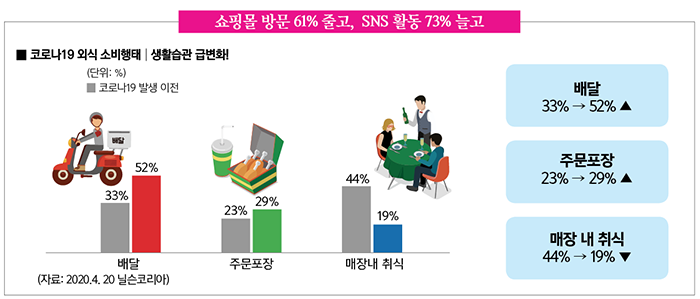 쇼핑몰 방문 61% 줄고, SNS 활동 73% 늘고
■ 코로나19 외식 소비행태 | 생활습관 급변화!
(단위: %)
■ 코로나19 발생 이전
배달
33%
52%
23%
29%
44%
19%
배달
주문포장
매장내 취식
(자료: 2020.4. 20 닐슨코리아)
배달
33% → 52% ▲
주문포장
23% → 29% ▲
매장 내 취식
44% → 19% ▼